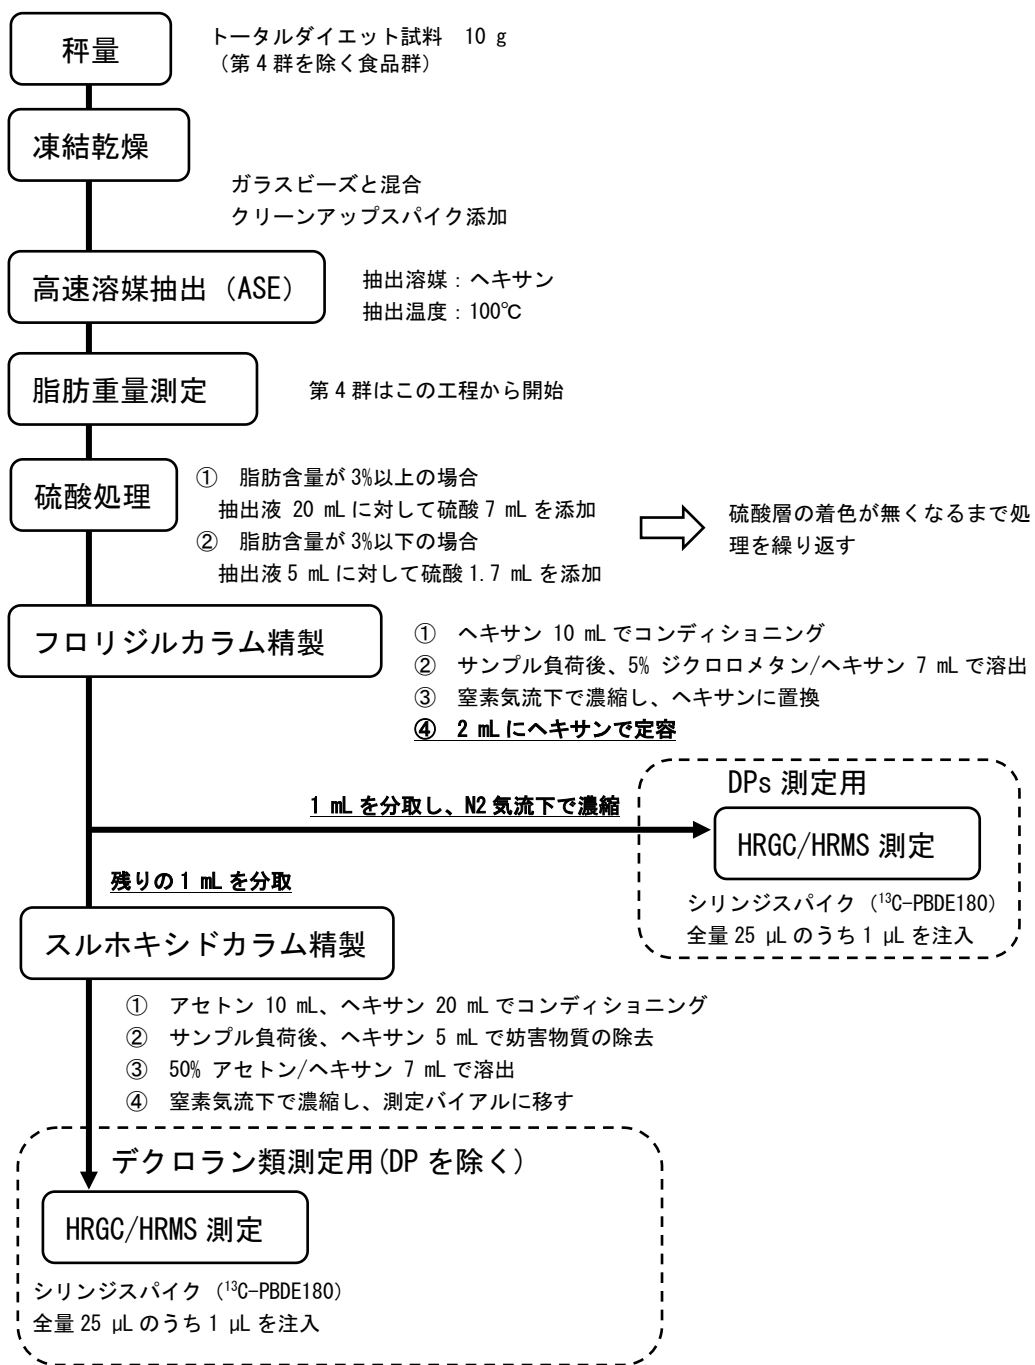 秤量
トータルダイエット試料　10 g
（第 4 群を除く食品群）
凍結乾燥
ガラスビーズと混合
クリーンアップスパイク添加
高速溶媒抽出（ASE）
抽出溶媒：ヘキサン
抽出温度：100℃
脂肪重量測定
第 4 群はこの工程から開始
硫酸処理
①　脂肪含量が 3%以上の場合
抽出液 20 mL に対して硫酸 7 mL を添加
②　脂肪含量が 3%以下の場合
抽出液 5 mL に対して硫酸 1.7 mL を添加
硫酸層の着色が無くなるまで処
理を繰り返す
フロリジルカラム精製
①　ヘキサン 10 mL でコンディショニング
②　サンプル負荷後、5% ジクロロメタン/ヘキサン 7 mL で溶出
③　窒素気流下で濃縮し、ヘキサンに置換
④　2 mL にヘキサンで定容
1 mL を分取し、N2 気流下で濃縮
DPs 測定用
HRGC/HRMS 測定
シリンジスパイク（¹³C-PBDE180）
全量 25 µL のうち 1 µL を注入
残りの 1 mL を分取
スルホキシドカラム精製
①　アセトン 10 mL、ヘキサン 20 mL でコンディショニング
②　サンプル負荷後、ヘキサン 5 mL で妨害物質の除去
③　50% アセトン/ヘキサン 7 mL で溶出
④　窒素気流下で濃縮し、測定バイアルに移す
デクロラン類測定用(DP を除く)
HRGC/HRMS 測定
シリンジスパイク（¹³C-PBDE180）
全量 25 µL のうち 1 µL を注入